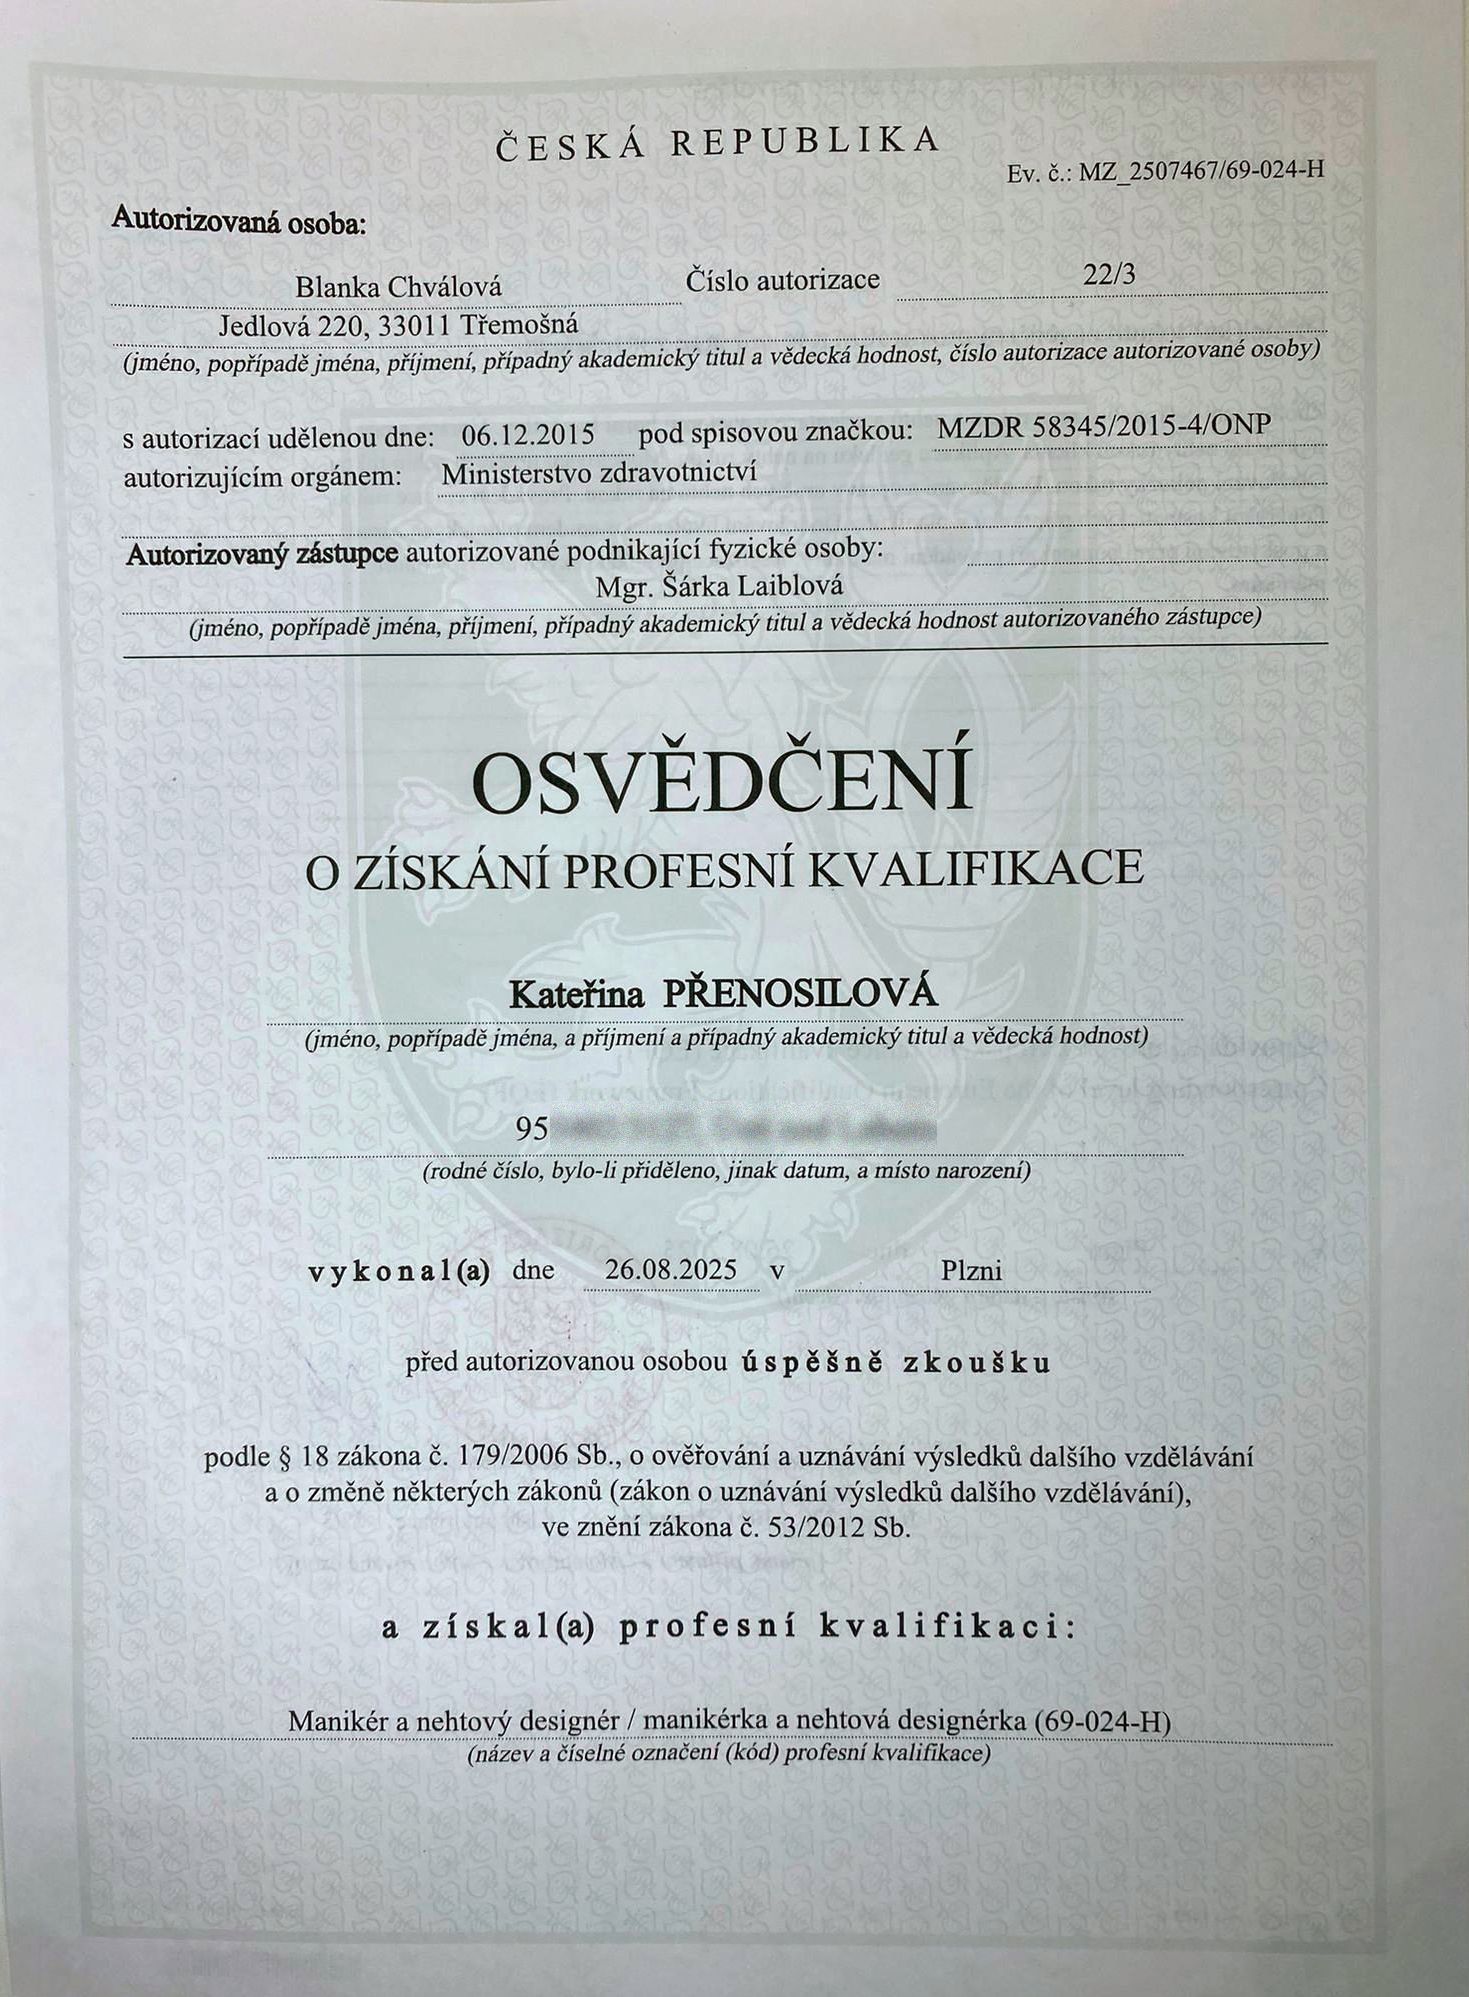 ČESKÁ REPUBLIKA
Ev. č.: MZ_2507467/69-024-H
Autorizovaná osoba:
Blanka Chválová Číslo autorizace 22/3
Jedlová 220, 33011 Třemošná
(jméno, popřípadě jména, příjmení, případný akademický titul a vědecká hodnost, číslo autorizace autorizované osoby)
s autorizací udělenou dne: 06.12.2015 pod spisovou značkou: MZDR 58345/2015-4/ONP
autorizujícím orgánem: Ministerstvo zdravotnictví
Autorizovaný zástupce autorizované podnikající fyzické osoby:
Mgr. Šárka Laiblová
(jméno, popřípadě jména, příjmení, případný akademický titul a vědecká hodnost autorizovaného zástupce)
OSVĚDČENÍ
O ZÍSKÁNÍ PROFESNÍ KVALIFIKACE
Kateřina PŘENOSILOVÁ
(jméno, popřípadě jména, a příjmení a případný akademický titul a vědecká hodnost)
95
(rodné číslo, bylo-li přiděleno, jinak datum, a místo narození)
vykonal(a) dne 26.08.2025 v Plzni
před autorizovanou osobou úspěšně zkoušku
podle § 18 zákona č. 179/2006 Sb., o ověřování a uznávání výsledků dalšího vzdělávání
a o změně některých zákonů (zákon o uznávání výsledků dalšího vzdělávání),
ve znění zákona č. 53/2012 Sb.
a získal(a) profesní kvalifikaci:
Manikér a nehtový designér / manikérka a nehtová designérka (69-024-H)
(název a číselné označení (kód) profesní kvalifikace)